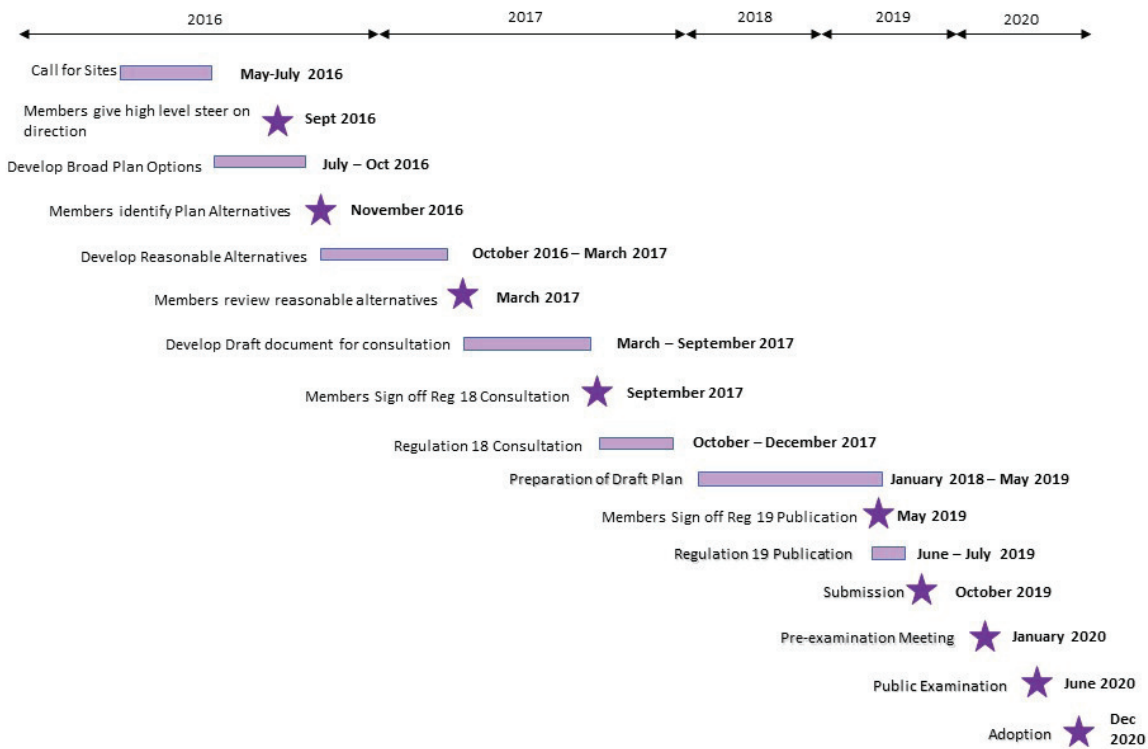 2016 2017 2018 2019 2020
Call for Sites May-July 2016
Members give high level steer on
direction
Sept 2016
Develop Broad Plan Options July – Oct 2016
Members identify Plan Alternatives November 2016
Develop Reasonable Alternatives October 2016 – March 2017
Members review reasonable alternatives March 2017
Develop Draft document for consultation March – September 2017
Members Sign off Reg 18 Consultation September 2017
Regulation 18 Consultation October – December 2017
Preparation of Draft Plan January 2018 – May 2019
Members Sign off Reg 19 Publication May 2019
Regulation 19 Publication June – July 2019
Submission October 2019
Pre-examination Meeting January 2020
Public Examination June 2020
Adoption Dec
2020